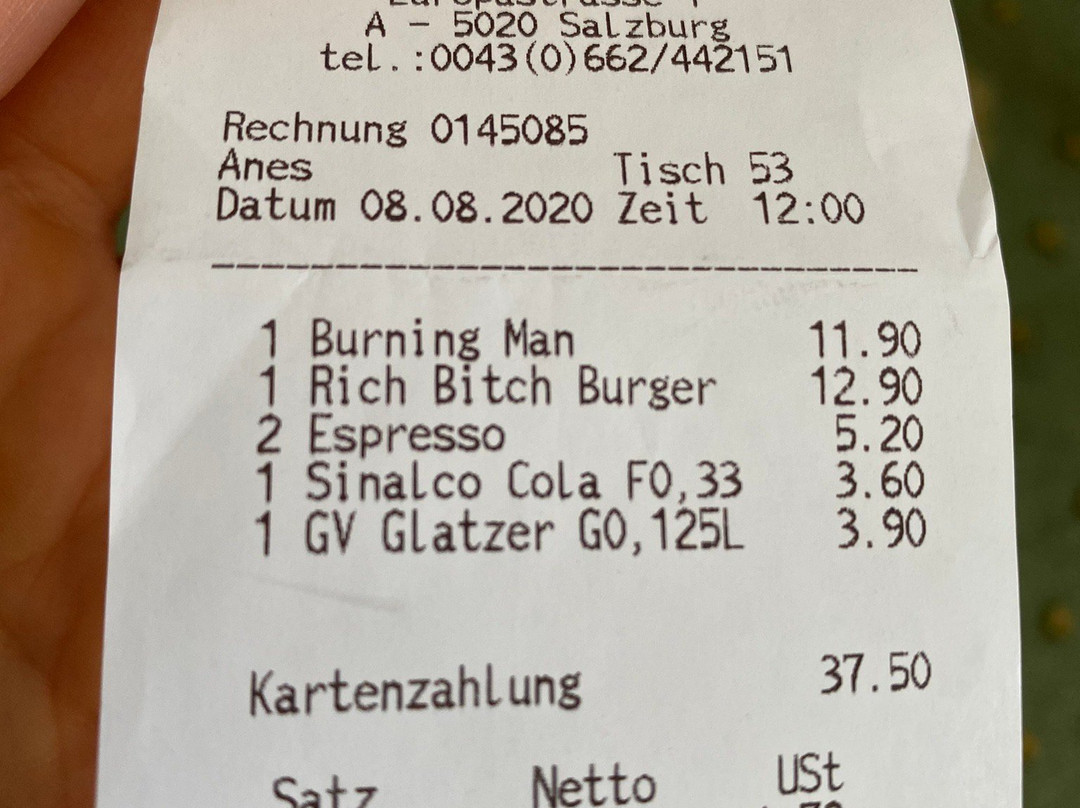 Europastrasse 1
A - 5020 Salzburg
tel.:0043(0)662/442151
Rechnung 0145085
Anes Tisch 53
Datum 08.08.2020 Zeit 12:00
1 Burning Man 11.90
1 Rich Bitch Burger 12.90
2 Espresso 5.20
1 Sinalco Cola F0,33 3.60
1 GV Glatzer G0,125L 3.90
Kartenzahlung 37.50
Satz Netto USt